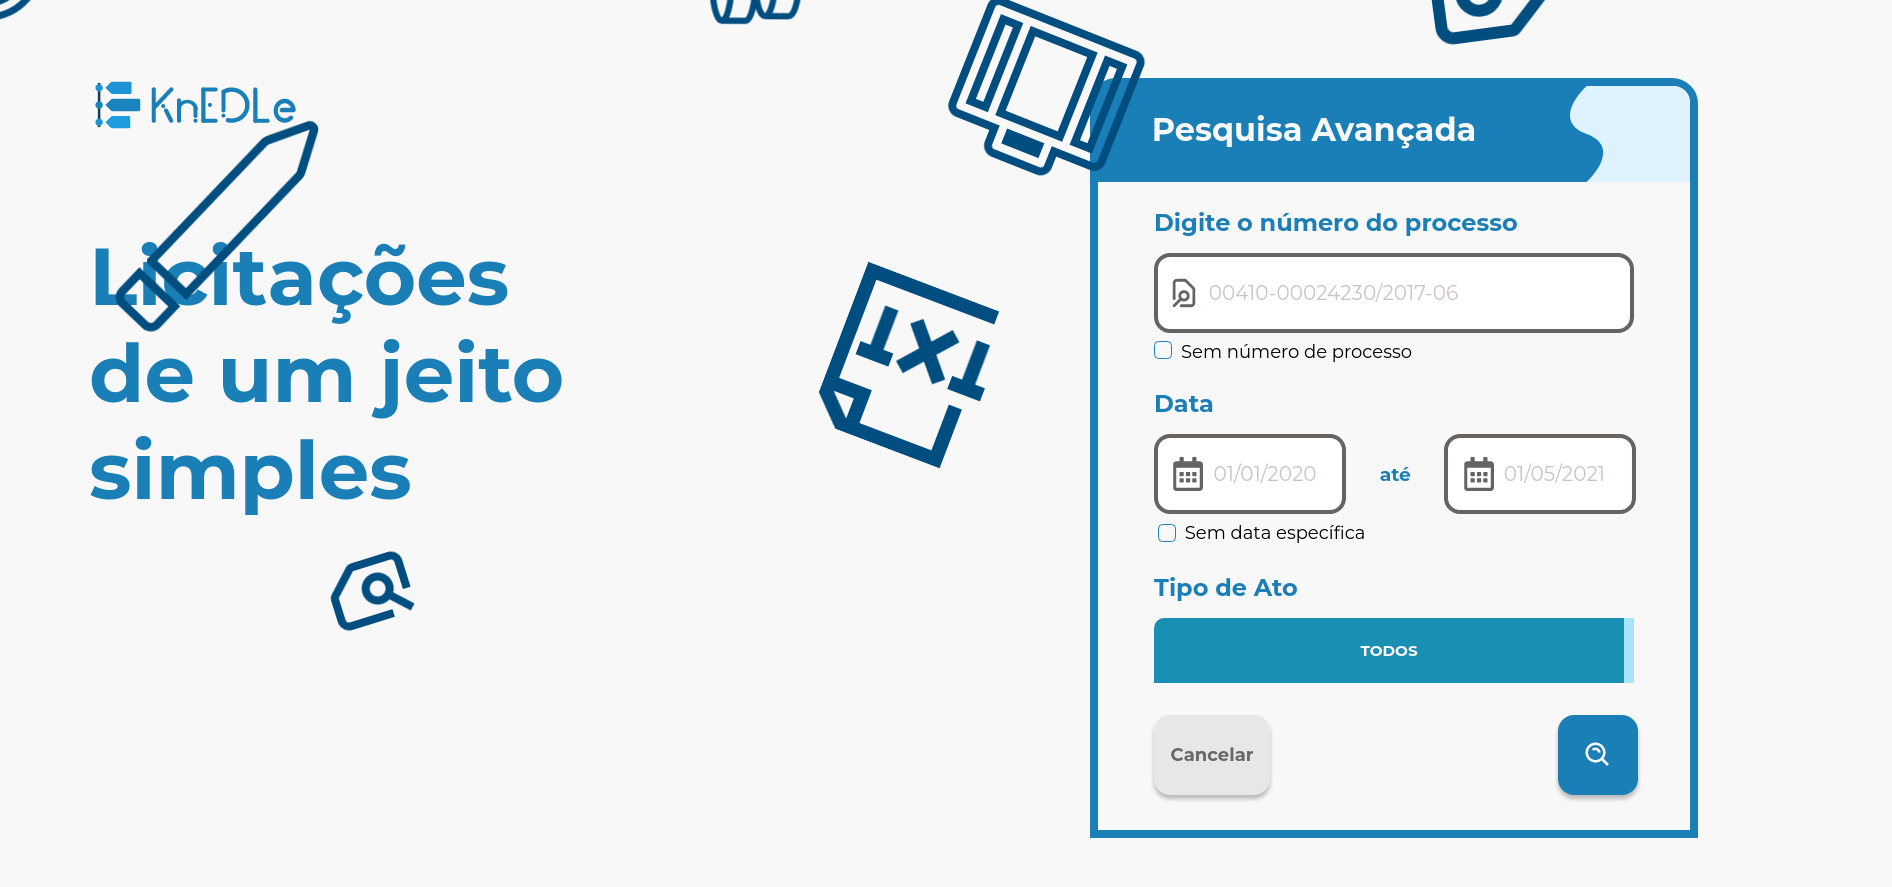 KnEDLe
Licitações
de um jeito
simples
1x1
Pesquisa Avançada
Digite o número do processo
00410-00024230/2017-06
Sem número de processo
Data
01/01/2020
até
01/05/2021
Sem data específica
Tipo de Ato
TODOS
Cancelar